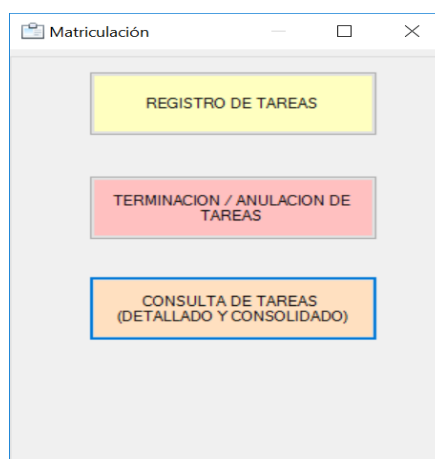 Matriculación
REGISTRO DE TAREAS
TERMINACION / ANULACION DE
TAREAS
CONSULTA DE TAREAS
(DETALLADO Y CONSOLIDADO)